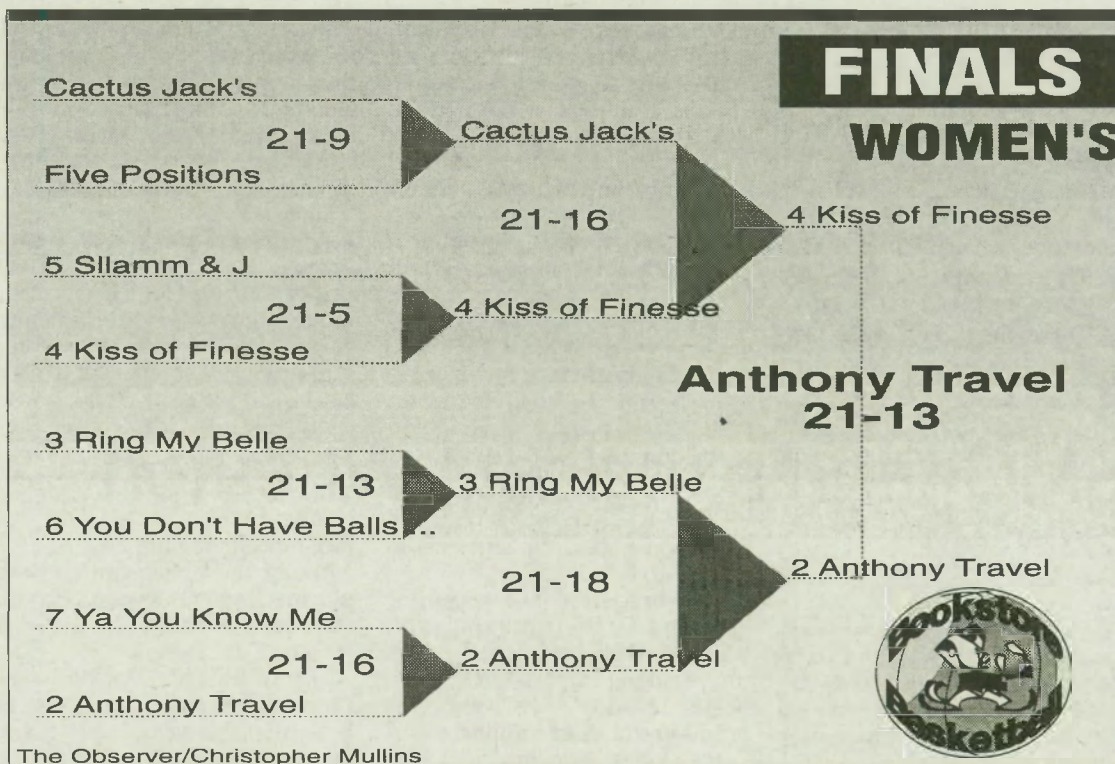 FINALS
WOMEN'S
Cactus Jack's
21-9
Five Positions
Cactus Jack's
21-16
5 Sllamm & J
21-5
4 Kiss of Finesse
4 Kiss of Finesse
4 Kiss of Finesse
Anthony Travel
21-13
3 Ring My Belle
21-13
6 You Don't Have Balls...
3 Ring My Belle
21-18
7 Ya You Know Me
21-16
2 Anthony Travel
2 Anthony Travel
2 Anthony Travel
Bookstore
Basketball
The Observer/Christopher Mullins